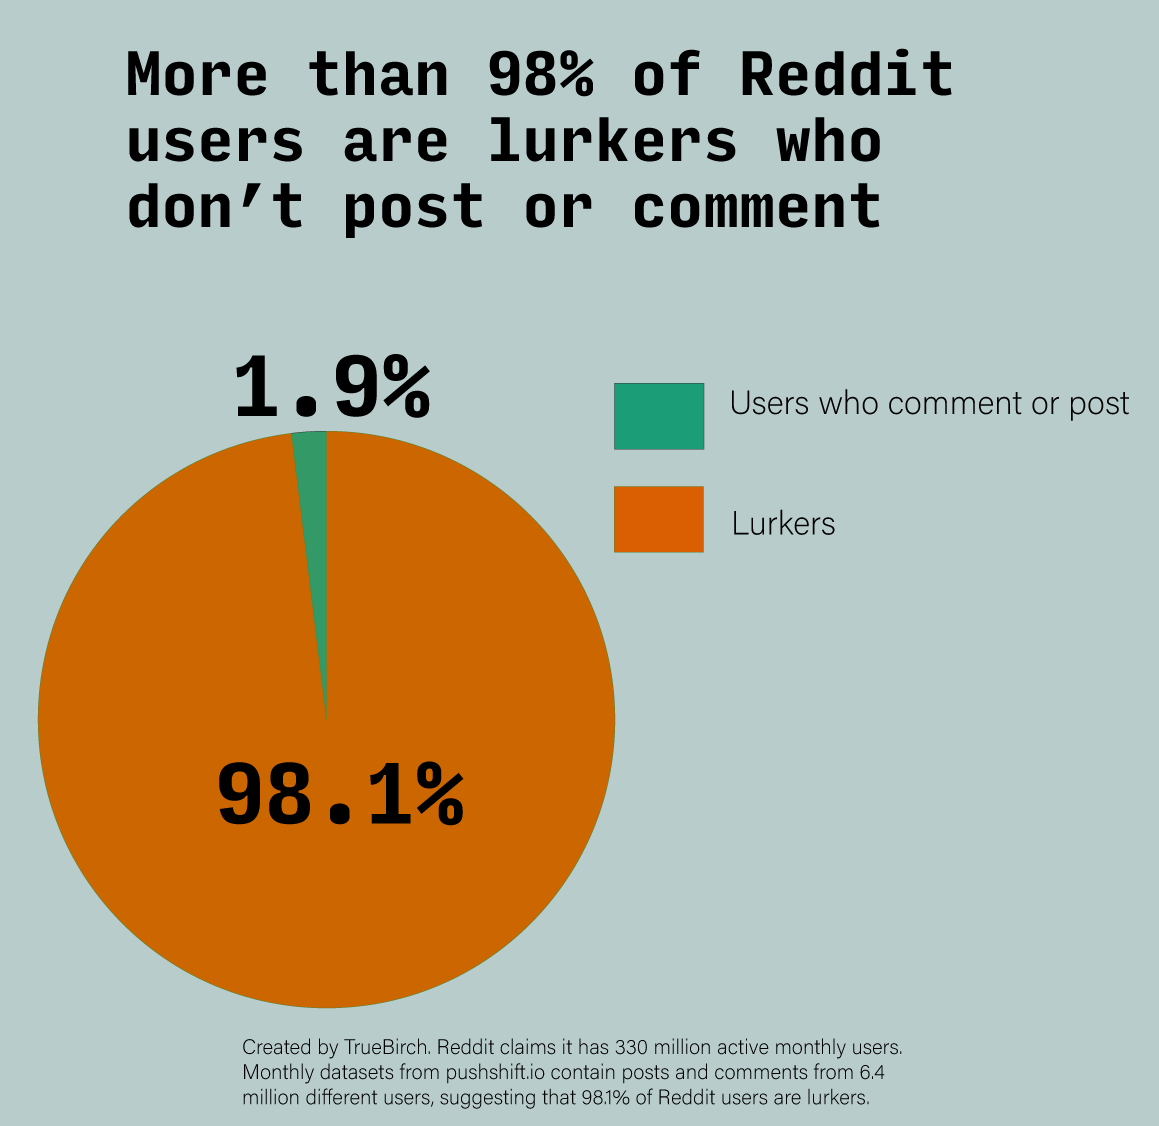 More than 98% of Reddit
users are lurkers who
don’t post or comment
1.9%
Users who comment or post
Lurkers
98.1%
Created by TrueBirch. Reddit claims it has 330 million active monthly users.
Monthly datasets from pushshift.io contain posts and comments from 6.4
million different users, suggesting that 98.1% of Reddit users are lurkers.